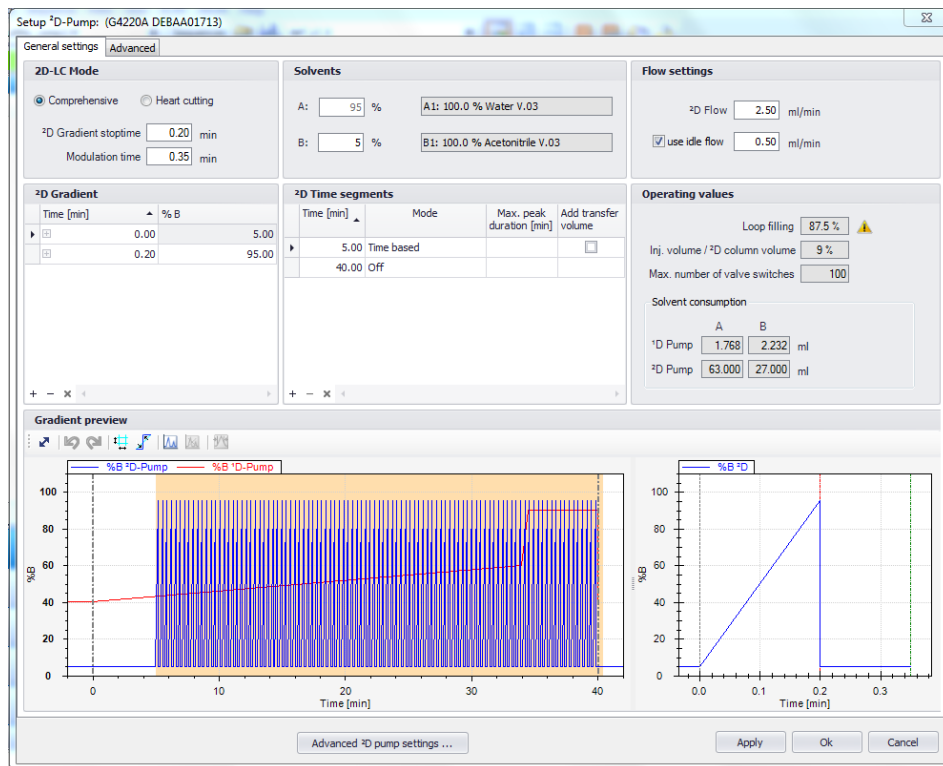 Setup ²D-Pump: (G4220A DEBAA01713)
General settings Advanced
2D-LC Mode
Comprehensive Heart cutting
²D Gradient stoptime 0.20 min
Modulation time 0.35 min
Solvents
A: 95 % A1: 100.0 % Water V.03
B: 5 % B1: 100.0 % Acetonitrile V.03
Flow settings
²D Flow 2.50 ml/min
use idle flow 0.50 ml/min
²D Gradient
Time [min] % B
0.00 5.00
0.20 95.00
²D Time segments
Time [min] Mode Max. peak duration [min] Add transfer volume
5.00 Time based
40.00 Off
Operating values
Loop filling 87.5 %
Inj. volume / ²D column volume 9 %
Max. number of valve switches 100
Solvent consumption
A B
¹D Pump 1.768 2.232 ml
²D Pump 63.000 27.000 ml
Gradient preview
%B ²D-Pump %B ¹D-Pump
100
80
60
40
20
0
%B
0 10 20 30 40
Time [min]
%B ²D
100
80
60
40
20
0
%B
0.0 0.1 0.2 0.3
Time [min]
Advanced ²D pump settings ...
Apply Ok Cancel